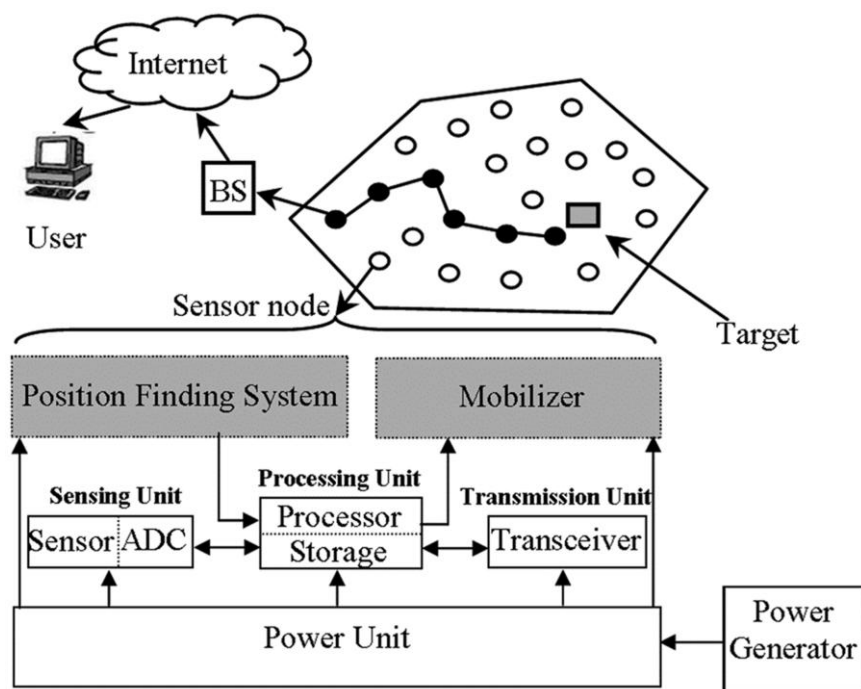 Internet
BS
User
Sensor node
Target
Position Finding System
Mobilizer
Sensing Unit
Processing Unit
Transmission Unit
Sensor
ADC
Processor
Storage
Transceiver
Power Unit
Power
Generator